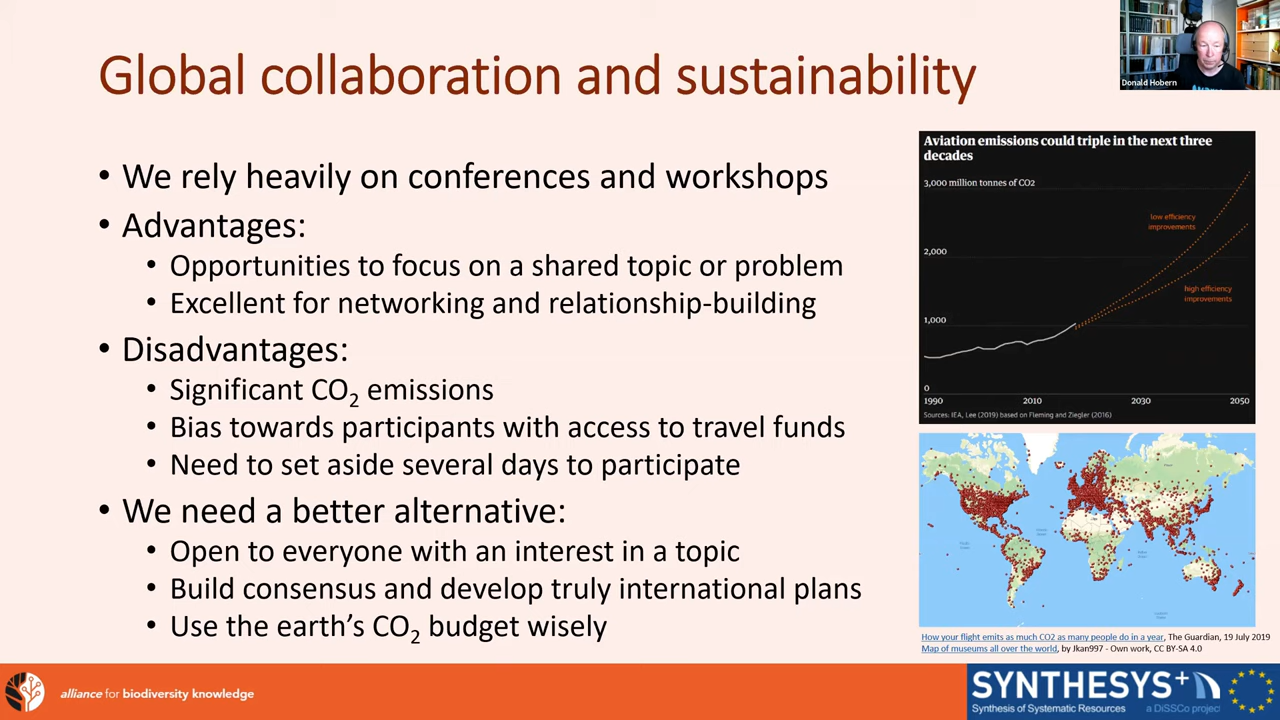 Global collaboration and sustainability
Donald Hobern
• We rely heavily on conferences and workshops
• Advantages:
• Opportunities to focus on a shared topic or problem
• Excellent for networking and relationship-building
• Disadvantages:
• Significant CO2 emissions
• Bias towards participants with access to travel funds
• Need to set aside several days to participate
• We need a better alternative:
• Open to everyone with an interest in a topic
• Build consensus and develop truly international plans
• Use the earth's CO2 budget wisely
Aviation emissions could triple in the next three
decades
3,000 million tonnes of CO2
low efficiency
improvements
2,000
high efficiency
improvements
1,000
0
1990 2010 2030 2050
Sources: IEA, Lee (2019) based on Fleming and Ziegler (2016)
How your flight emits as much CO2 as many people do in a year, The Guardian, 19 July 2019
Map of museums all over the world, by Jkan997 - Own work, CC BY-SA 4.0
alliance for biodiversity knowledge
SYNTHESYS+
Synthesis of Systematic Resources
a DiSSCo project